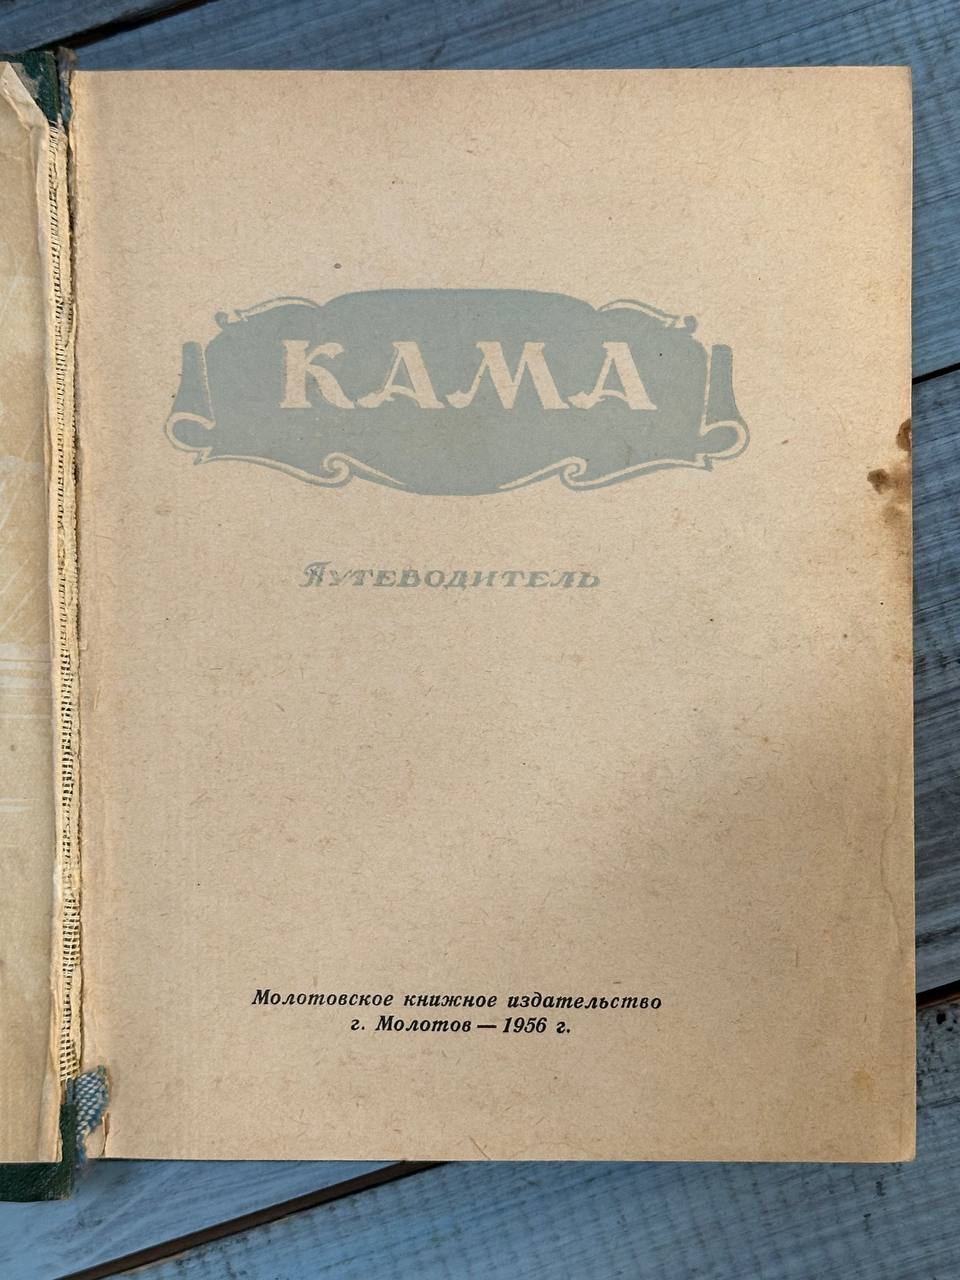 КАМА
Путеводитель
Молотовское книжное издательство
г. Молотов — 1956 г.